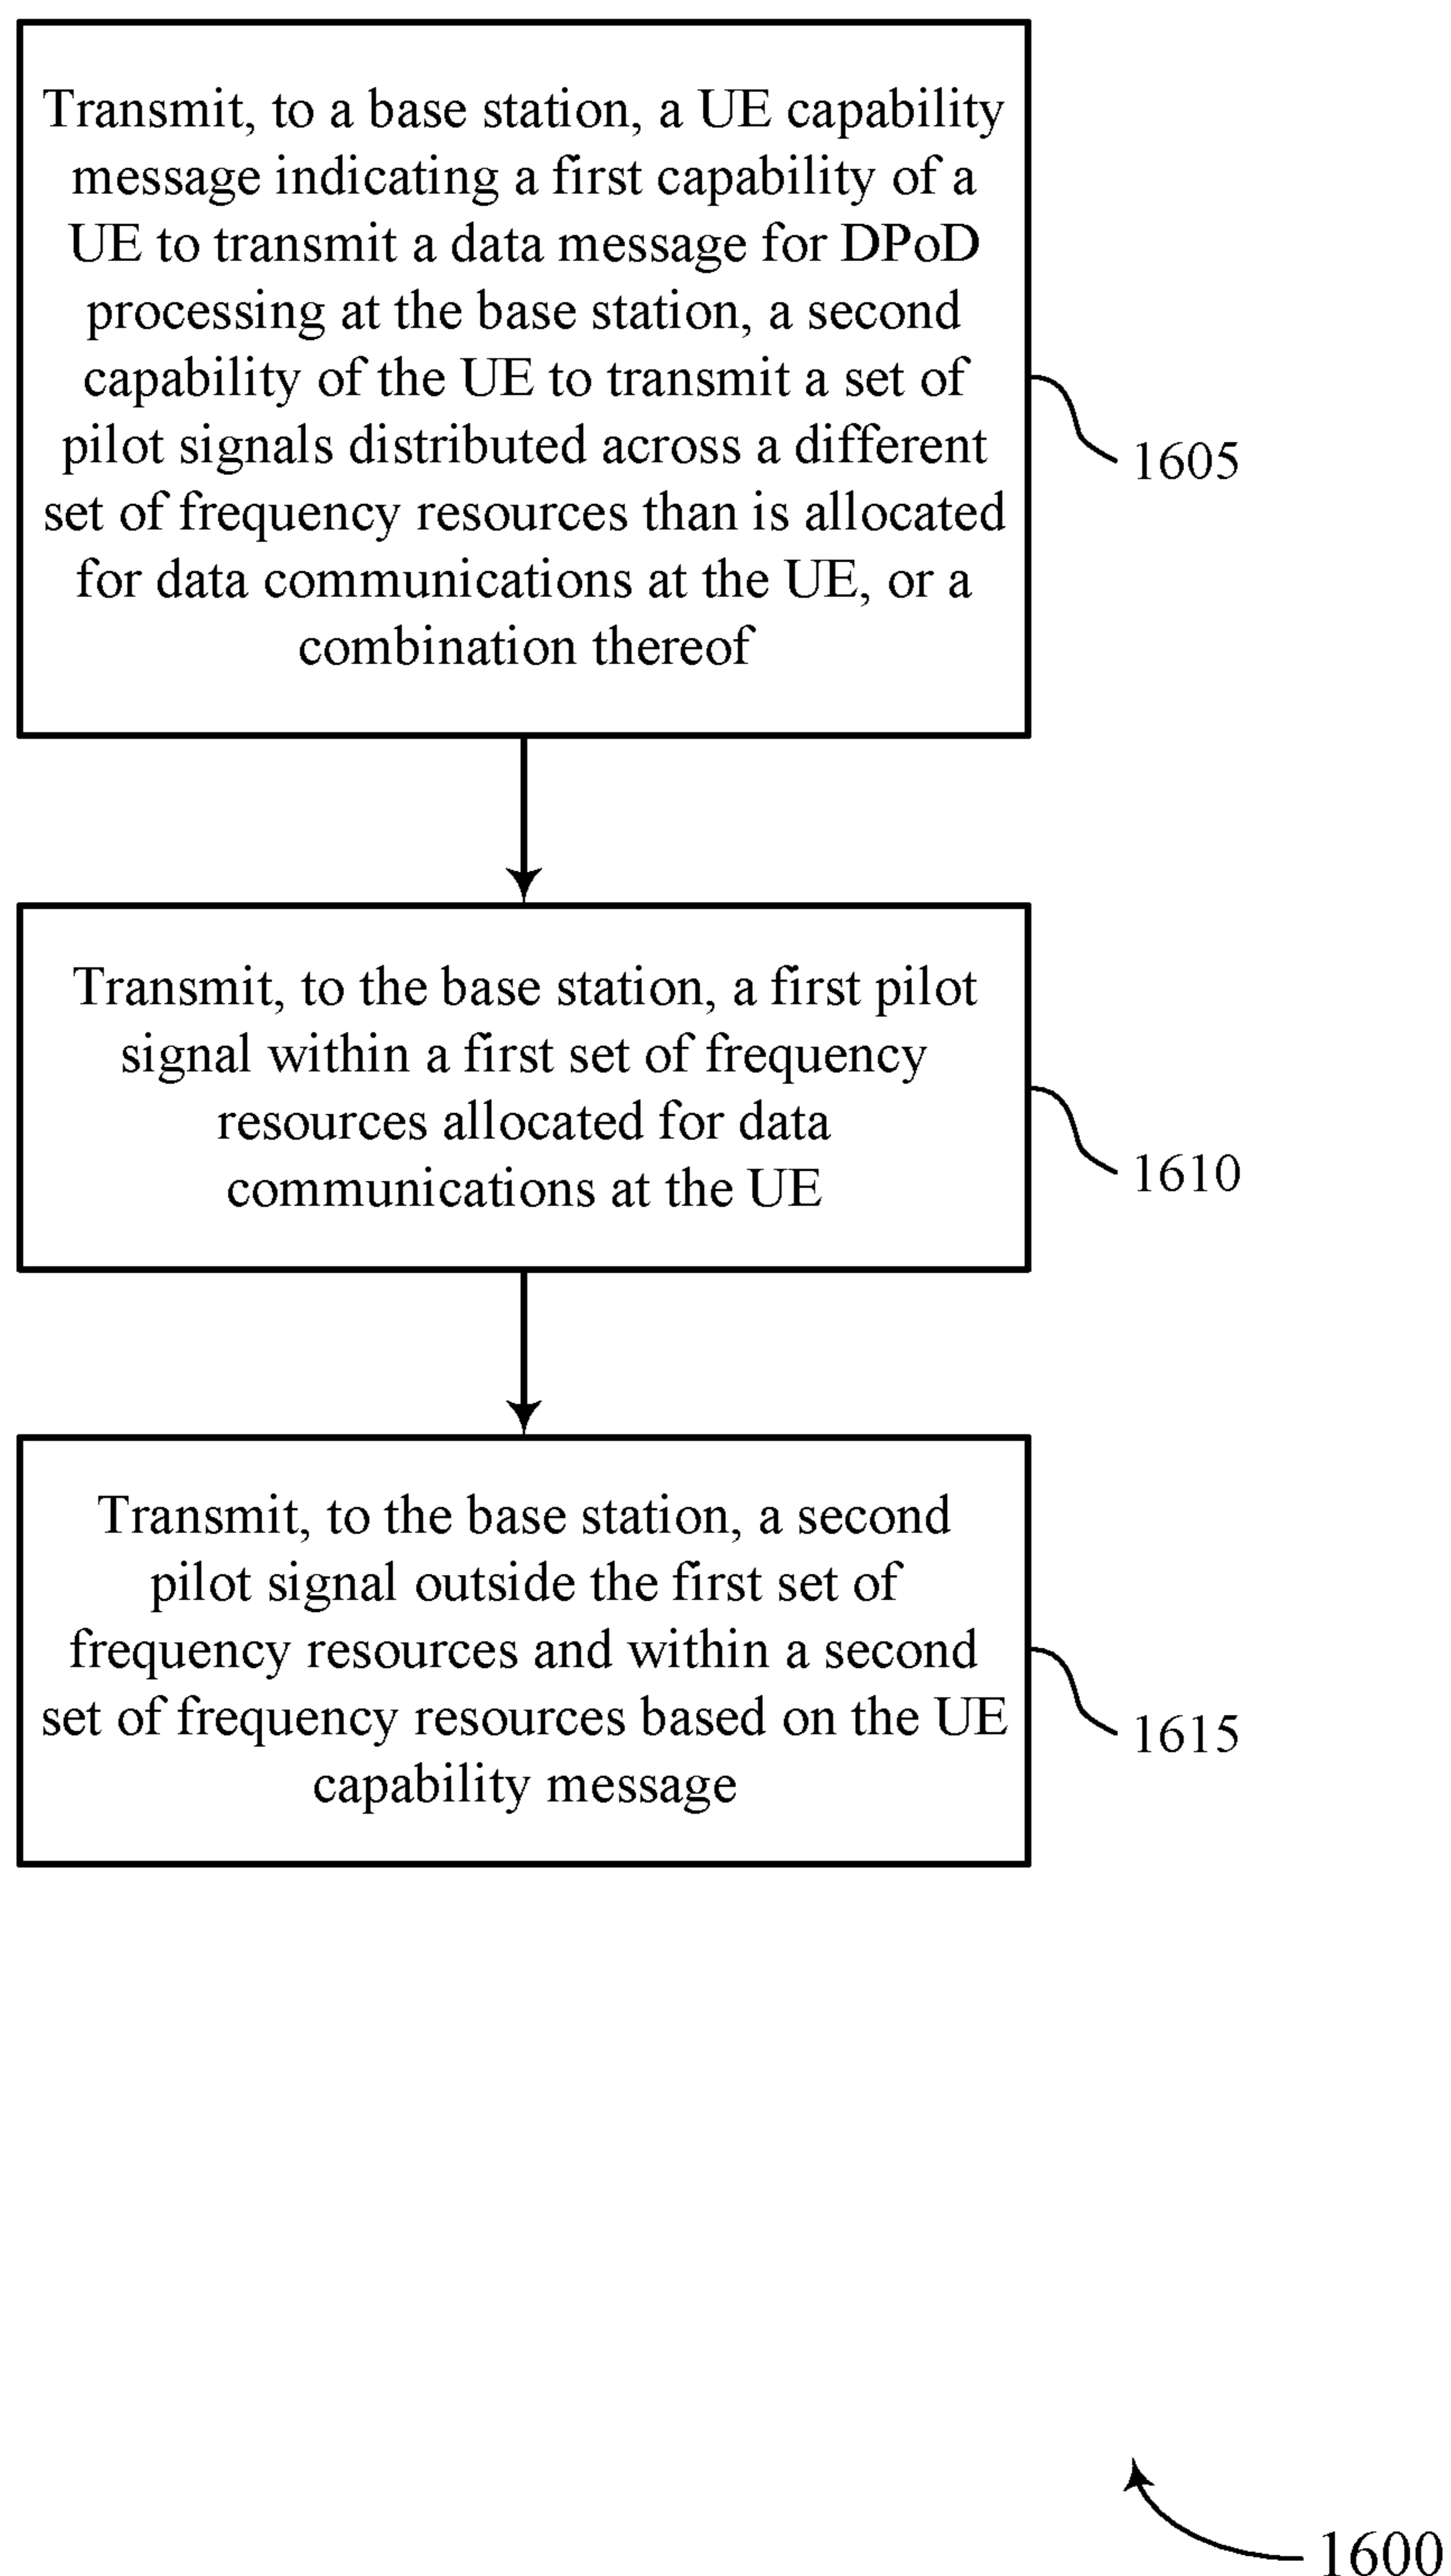 Transmit, to a base station, a UE capability
message indicating a first capability of a
UE to transmit a data message for DPoD
processing at the base station, a second
capability of the UE to transmit a set of
pilot signals distributed across a different
set of frequency resources than is allocated
for data communications at the UE, or a
combination thereof
1605
Transmit, to the base station, a first pilot
signal within a first set of frequency
resources allocated for data
communications at the UE
1610
Transmit, to the base station, a second
pilot signal outside the first set of
frequency resources and within a second
set of frequency resources based on the UE
capability message
1615
1600